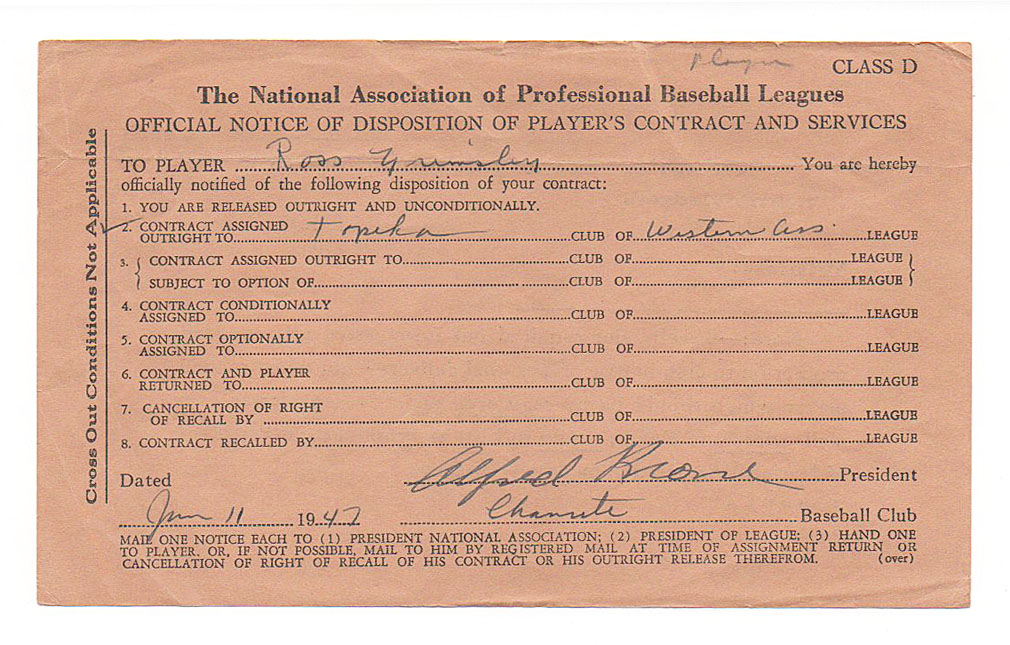 Player
CLASS D
The National Association of Professional Baseball Leagues
OFFICIAL NOTICE OF DISPOSITION OF PLAYER'S CONTRACT AND SERVICES
TO PLAYER Ross Grimsley You are hereby
officially notified of the following disposition of your contract:
1. YOU ARE RELEASED OUTRIGHT AND UNCONDITIONALLY.
✓ 2. CONTRACT ASSIGNED
OUTRIGHT TO Topeka CLUB OF Western Ass. LEAGUE
3. { CONTRACT ASSIGNED OUTRIGHT TO CLUB OF LEAGUE }
{ SUBJECT TO OPTION OF CLUB OF LEAGUE }
4. CONTRACT CONDITIONALLY
ASSIGNED TO CLUB OF LEAGUE
5. CONTRACT OPTIONALLY
ASSIGNED TO CLUB OF LEAGUE
6. CONTRACT AND PLAYER
RETURNED TO CLUB OF LEAGUE
7. CANCELLATION OF RIGHT
OF RECALL BY CLUB OF LEAGUE
8. CONTRACT RECALLED BY CLUB OF LEAGUE
Cross Out Conditions Not Applicable
Dated Alfred Krone President
Jun 11 1947 Chanute Baseball Club
MAIL ONE NOTICE EACH TO (1) PRESIDENT NATIONAL ASSOCIATION; (2) PRESIDENT OF LEAGUE; (3) HAND ONE
TO PLAYER. OR, IF NOT POSSIBLE, MAIL TO HIM BY REGISTERED MAIL AT TIME OF ASSIGNMENT RETURN OR
CANCELLATION OF RIGHT OF RECALL OF HIS CONTRACT OR HIS OUTRIGHT RELEASE THEREFROM. (over)